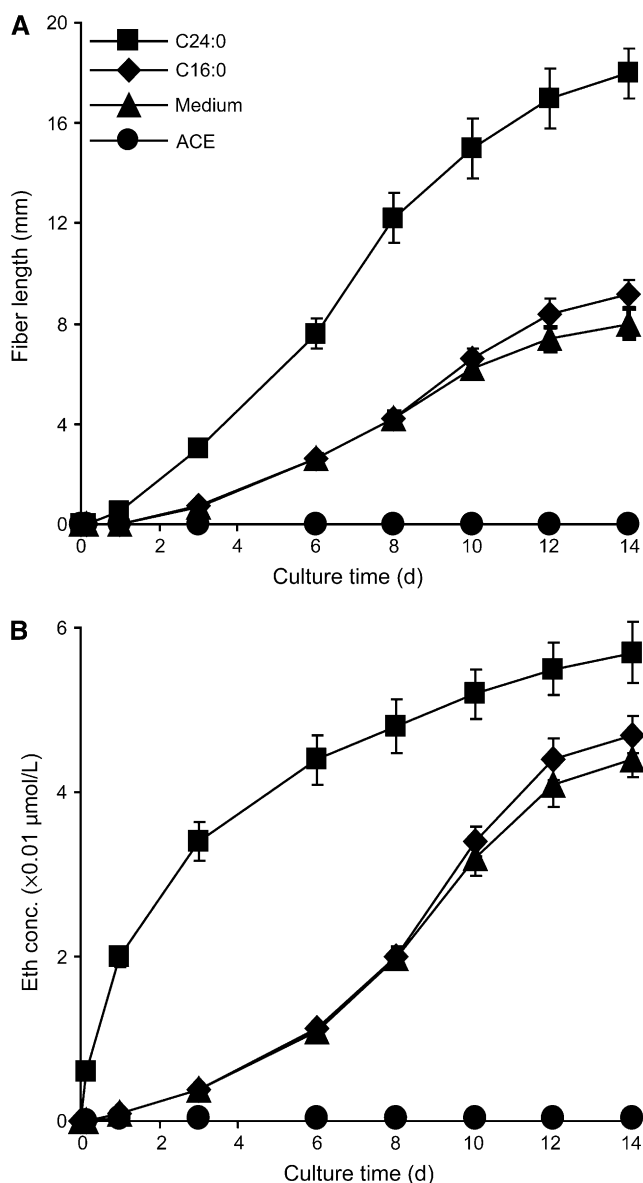 A
20
16
12
8
4
0
Fiber length (mm)
C24:0
C16:0
Medium
ACE
0 2 4 6 8 10 12 14
Culture time (d)
B
6
4
2
0
Eth conc. (×0.01 μmol/L)
0 2 4 6 8 10 12 14
Culture time (d)